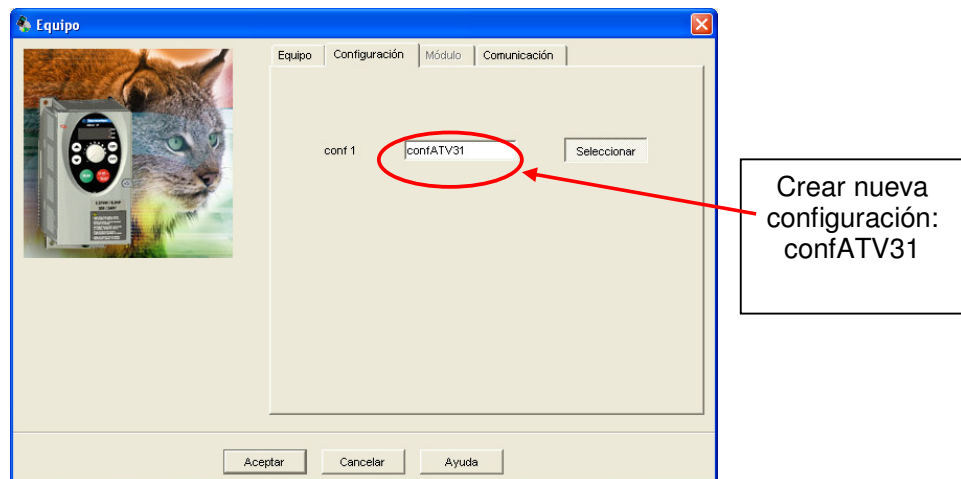 Equipo
Equipo Configuración Módulo Comunicación
conf 1 confATV31 Seleccionar
Crear nueva
configuración:
confATV31
Aceptar Cancelar Ayuda